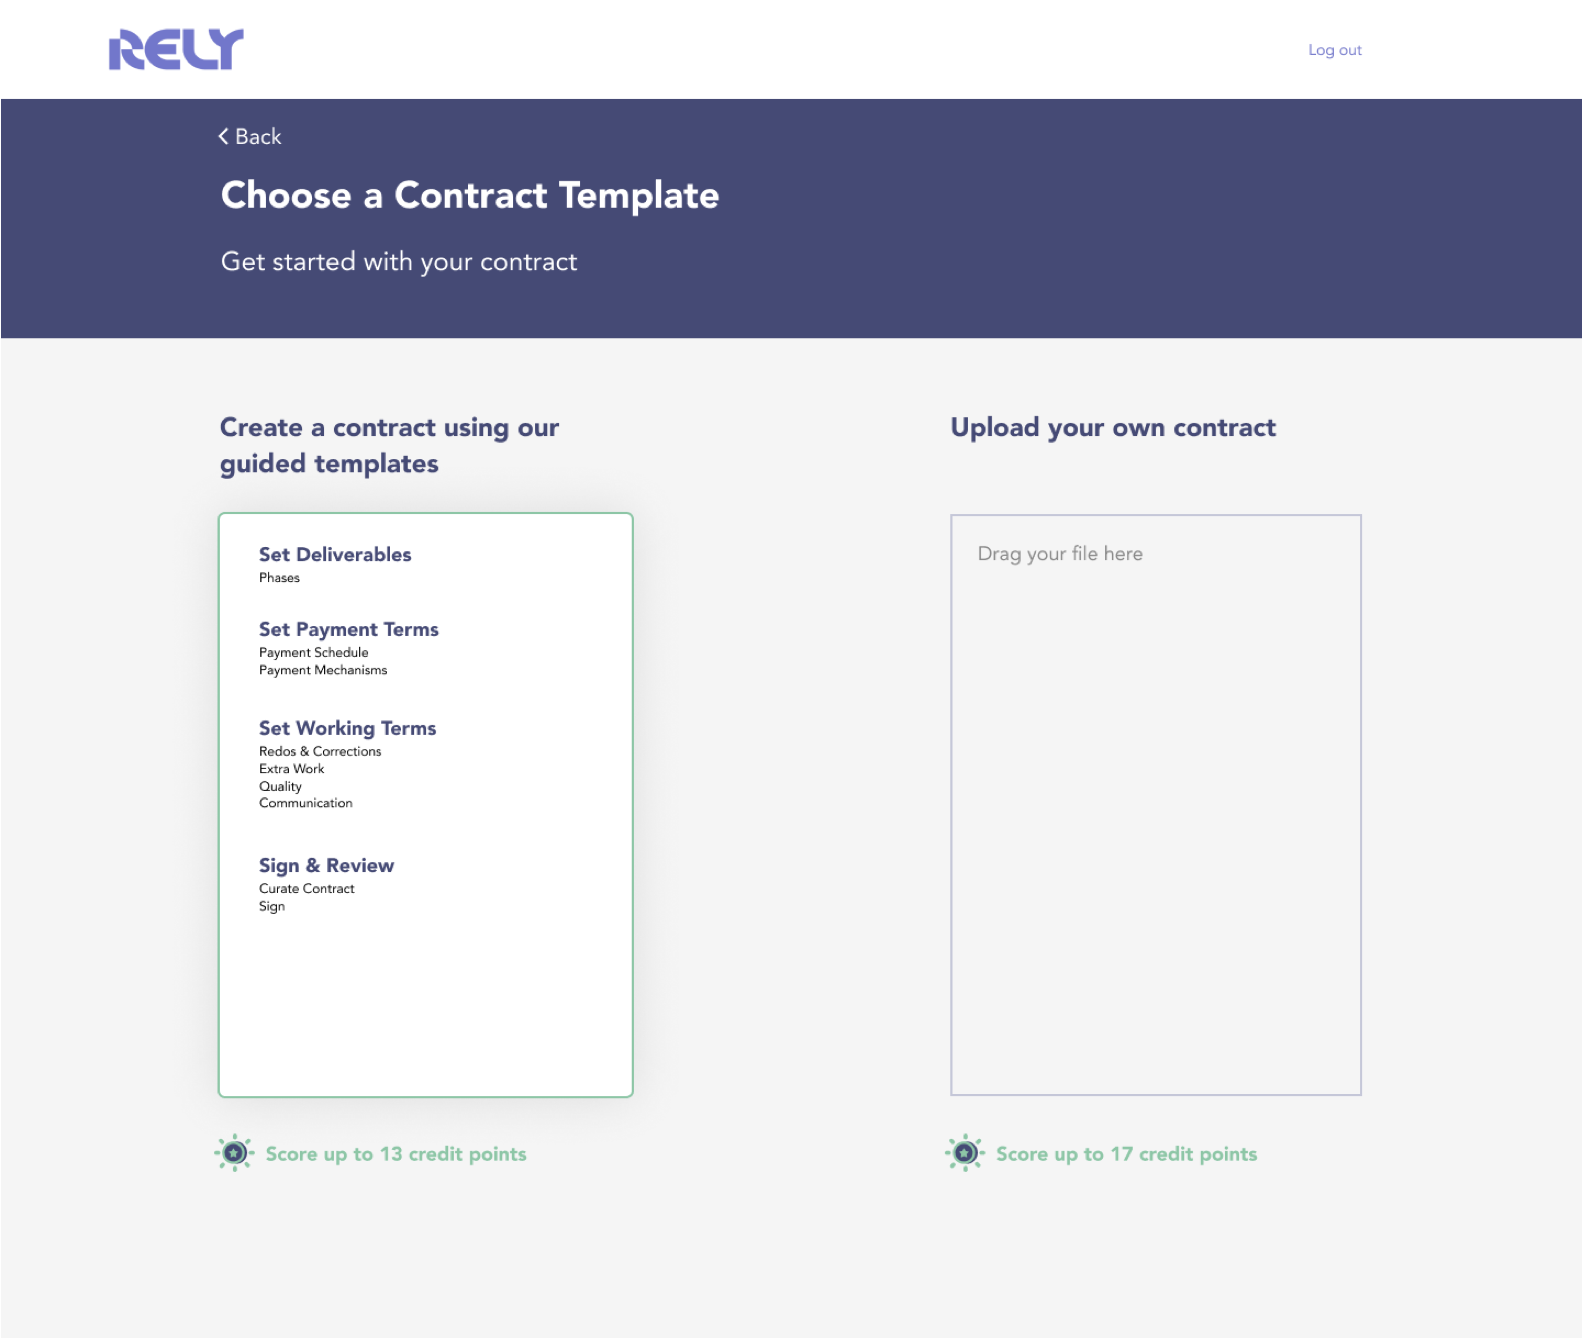 RELY
Log out
Back
Choose a Contract Template
Get started with your contract
Create a contract using our
guided templates
Set Deliverables
Phases
Set Payment Terms
Payment Schedule
Payment Mechanisms
Set Working Terms
Redos & Corrections
Extra Work
Quality
Communication
Sign & Review
Curate Contract
Sign
Score up to 13 credit points
Upload your own contract
Drag your file here
Score up to 17 credit points